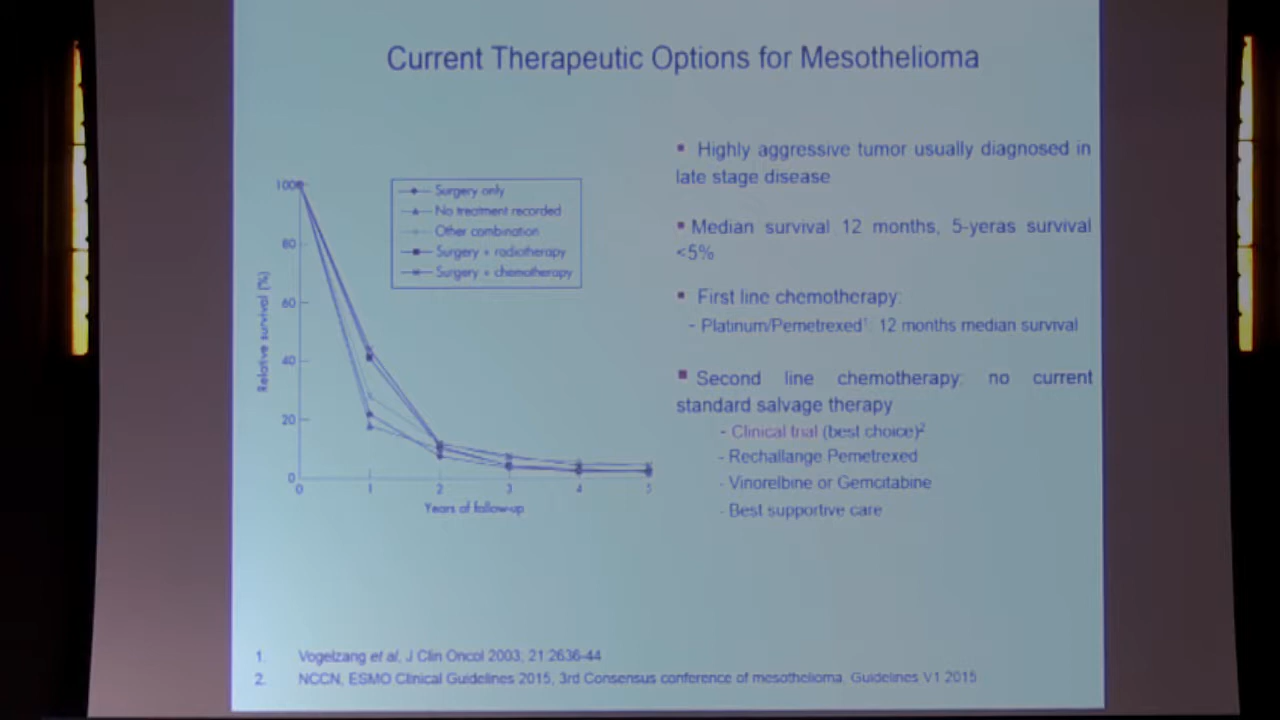 Current Therapeutic Options for Mesothelioma
100
80
60
40
20
0
Relative survival (%)
0 1 2 3 4 5
Years of follow-up
Surgery only
No treatment recorded
Other combination
Surgery + radiotherapy
Surgery + chemotherapy
▪ Highly aggressive tumor usually diagnosed in
late stage disease
▪ Median survival 12 months, 5-yeras survival
<5%
▪ First line chemotherapy:
- Platinum/Pemetrexed¹: 12 months median survival
▪ Second line chemotherapy: no current
standard salvage therapy
- Clinical trial (best choice)²
- Rechallange Pemetrexed
- Vinorelbine or Gemcitabine
- Best supportive care
1. Vogelzang et al, J Clin Oncol 2003; 21:2636-44
2. NCCN, ESMO Clinical Guidelines 2015, 3rd Consensus conference of mesothelioma. Guidelines V1 2015